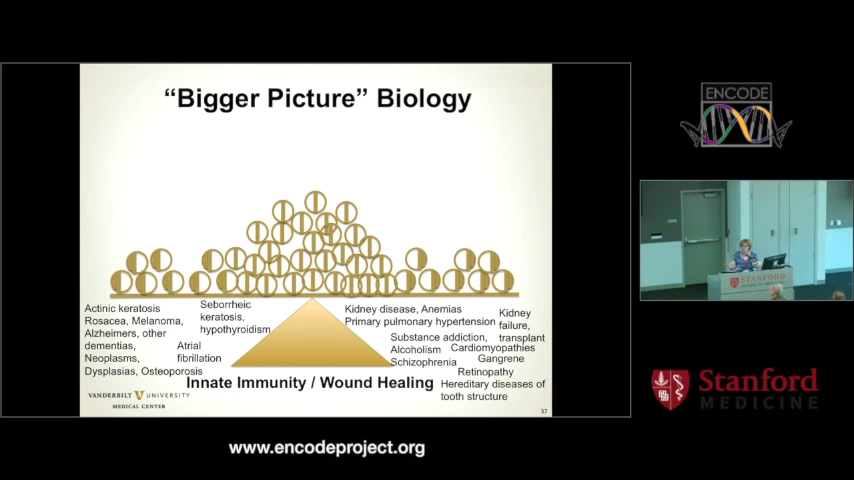 “Bigger Picture” Biology
Actinic keratosis
Rosacea, Melanoma,
Alzheimers, other
dementias,
Neoplasms,
Dysplasias, Osteoporosis
Seborrheic
keratosis,
hypothyroidism
Atrial
fibrillation
Kidney disease, Anemias
Primary pulmonary hypertension
Kidney
failure,
transplant
Substance addiction,
Alcoholism
Schizophrenia
Cardiomyopathies
Gangrene
Retinopathy
Hereditary diseases of
tooth structure
Innate Immunity / Wound Healing
VANDERBILT V UNIVERSITY
MEDICAL CENTER
37
ENCODE
STANFORD
Stanford
MEDICINE
www.encodeproject.org